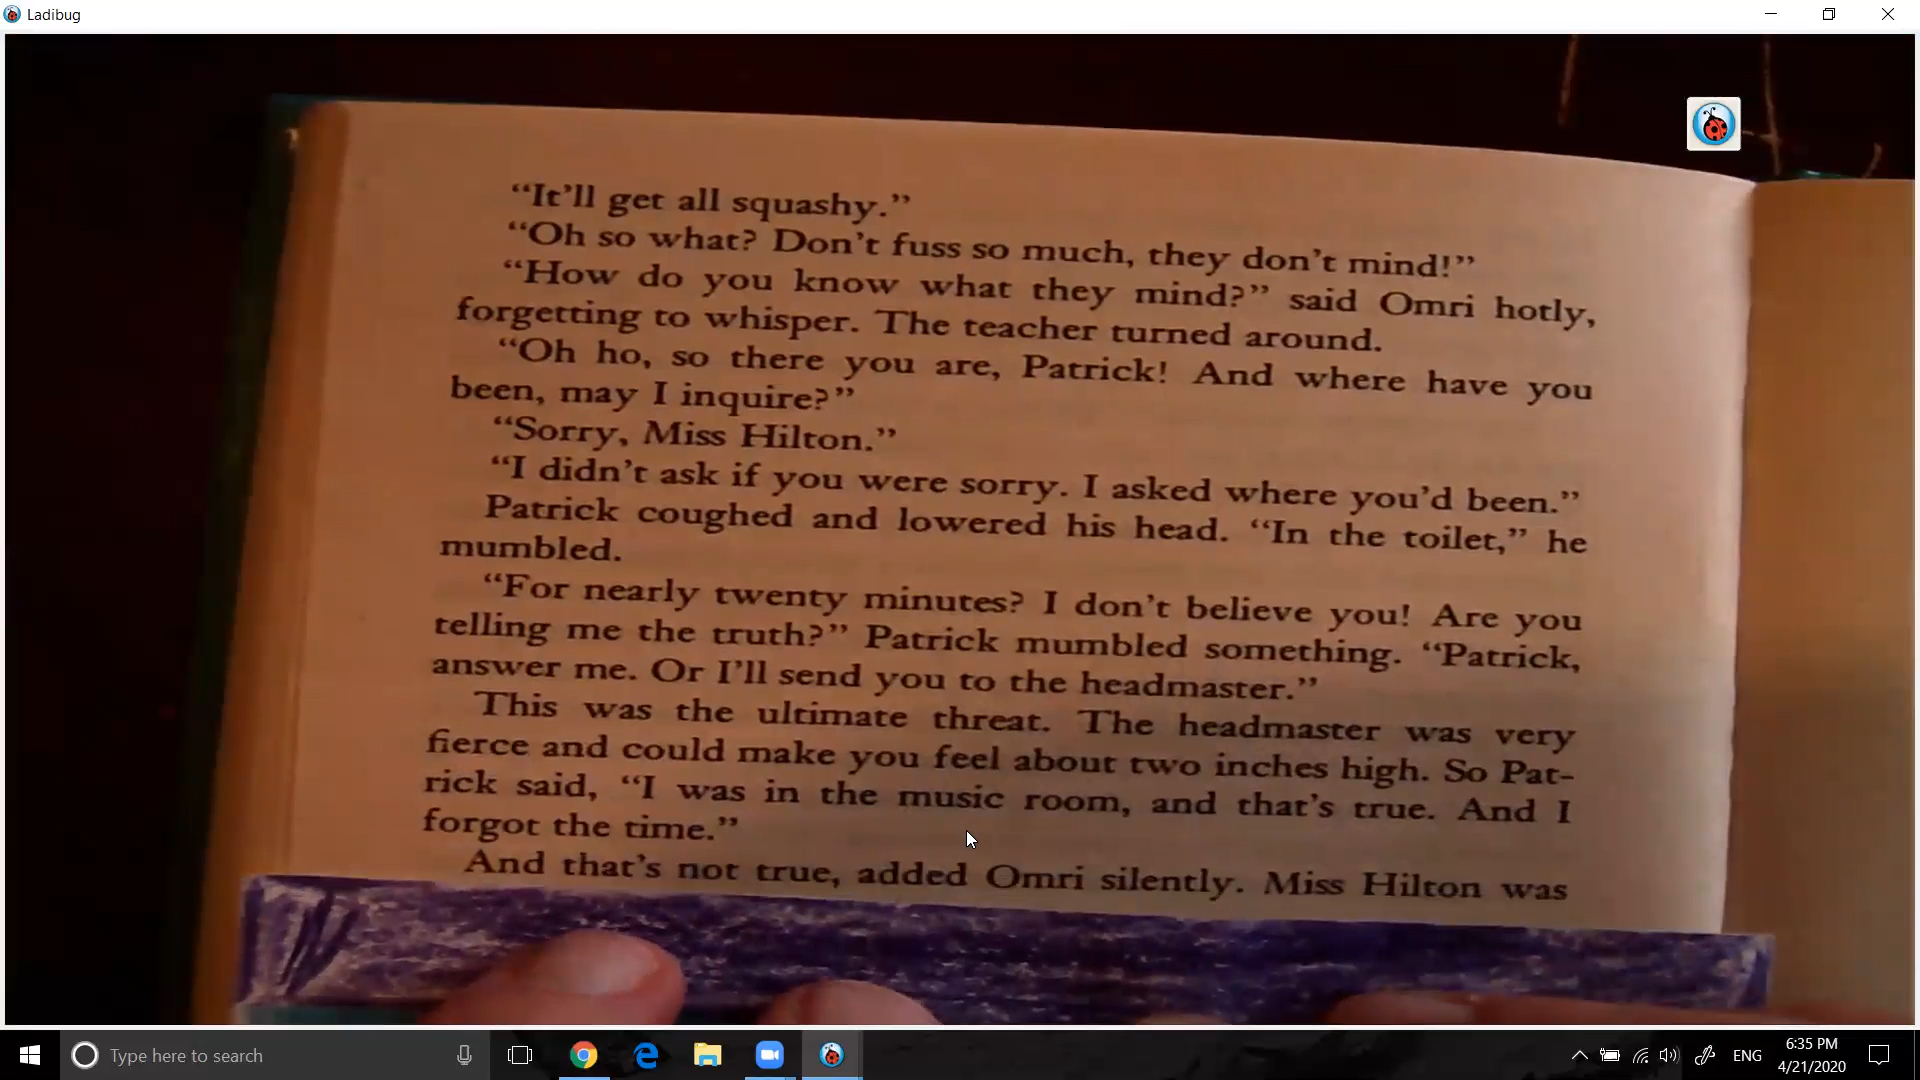 Ladibug
“It’ll get all squashy.”
“Oh so what? Don’t fuss so much, they don’t mind!”
“How do you know what they mind?” said Omri hotly,
forgetting to whisper. The teacher turned around.
“Oh ho, so there you are, Patrick! And where have you
been, may I inquire?”
“Sorry, Miss Hilton.”
“I didn’t ask if you were sorry. I asked where you’d been.”
Patrick coughed and lowered his head. “In the toilet,” he
mumbled.
“For nearly twenty minutes? I don’t believe you! Are you
telling me the truth?” Patrick mumbled something. “Patrick,
answer me. Or I’ll send you to the headmaster.”
This was the ultimate threat. The headmaster was very
fierce and could make you feel about two inches high. So Pat-
rick said, “I was in the music room, and that’s true. And I
forgot the time.”
And that’s not true, added Omri silently. Miss Hilton was
Type here to search
ENG
6:35 PM
4/21/2020